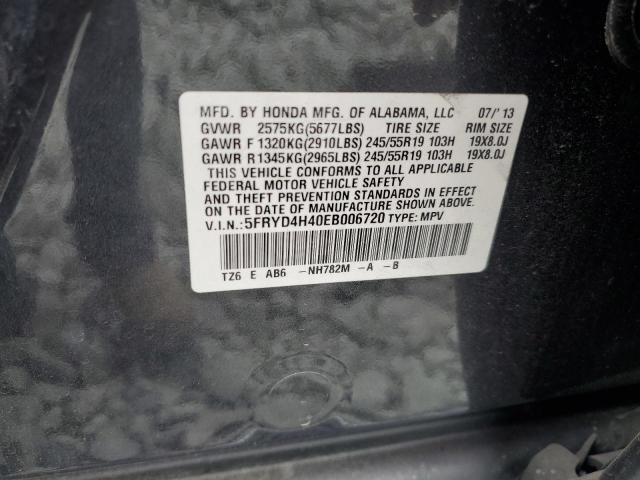 MFD. BY HONDA MFG. OF ALABAMA, LLC 07/'13
GVWR 2575KG(5677LBS) TIRE SIZE RIM SIZE
GAWR F 1320KG(2910LBS) 245/55R19 103H 19X8.0J
GAWR R1345KG(2965LBS) 245/55R19 103H 19X8.0J
THIS VEHICLE CONFORMS TO ALL APPLICABLE
FEDERAL MOTOR VEHICLE SAFETY
AND THEFT PREVENTION STANDARDS IN EFFECT
ON THE DATE OF MANUFACTURE SHOWN ABOVE.
V.I.N.:5FRYD4H40EB006720 TYPE: MPV
TZ6 E AB6 -NH782M -A -B